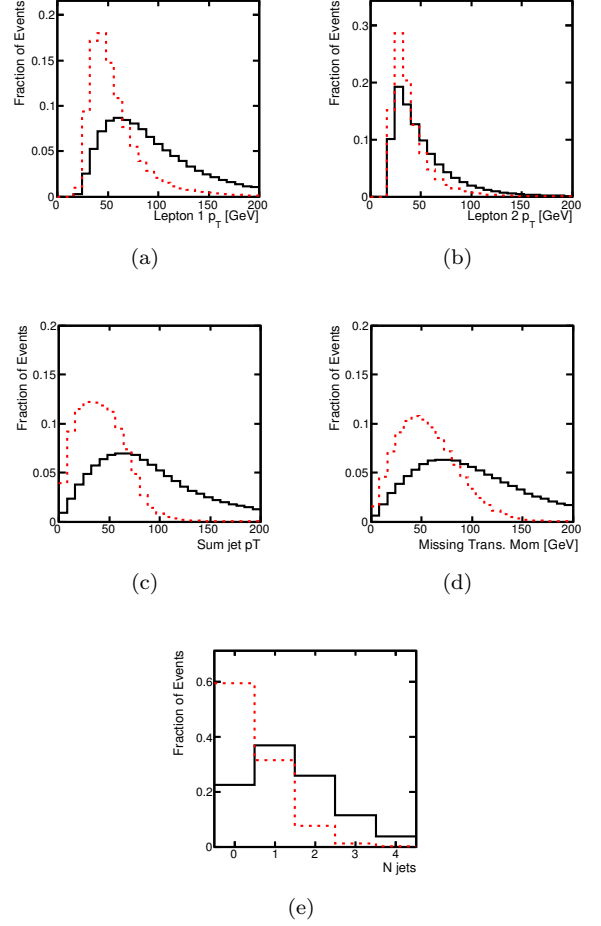 Fraction of Events
0.2
0.15
0.1
0.05
0
0 50 100 150 200
Lepton 1 p_T [GeV]
(a)
Fraction of Events
0.3
0.2
0.1
0
0 50 100 150 200
Lepton 2 p_T [GeV]
(b)
Fraction of Events
0.2
0.15
0.1
0.05
0
0 50 100 150 200
Sum jet pT
(c)
Fraction of Events
0.2
0.15
0.1
0.05
0
0 50 100 150 200
Missing Trans. Mom [GeV]
(d)
Fraction of Events
0.6
0.4
0.2
0
0 1 2 3 4
N jets
(e)